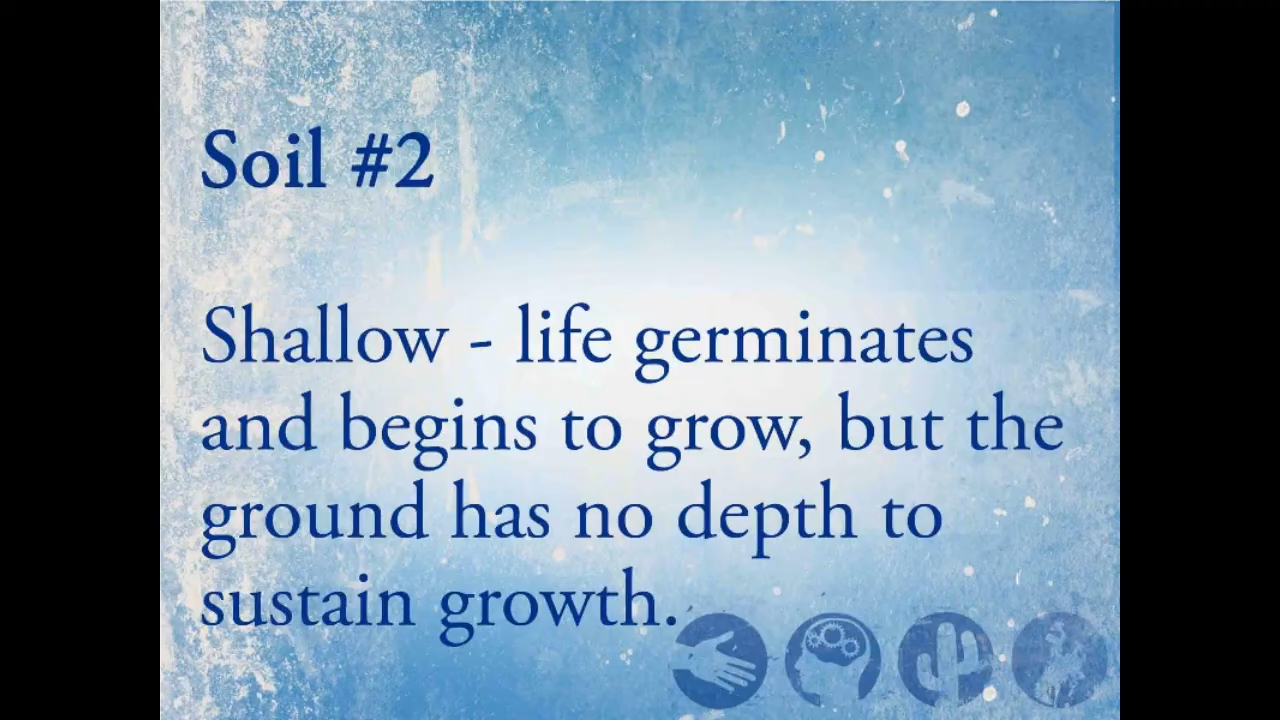 Soil #2
Shallow - life germinates
and begins to grow, but the
ground has no depth to
sustain growth.